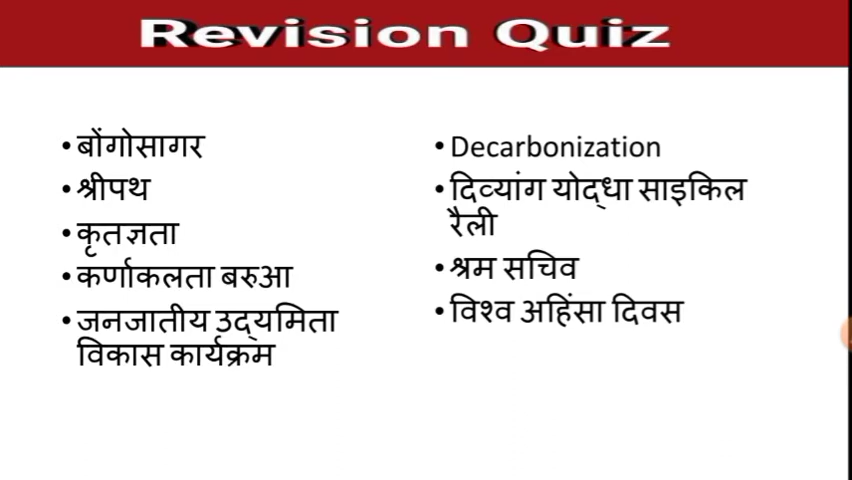 Revision Quiz
• बोंगोसागर
• श्रीपथ
• कृतज्ञता
• कर्णाकलता बरुआ
• जनजातीय उद्यमिता
विकास कार्यक्रम
• Decarbonization
• दिव्यांग योद्धा साइकिल
रैली
• श्रम सचिव
• विश्व अहिंसा दिवस